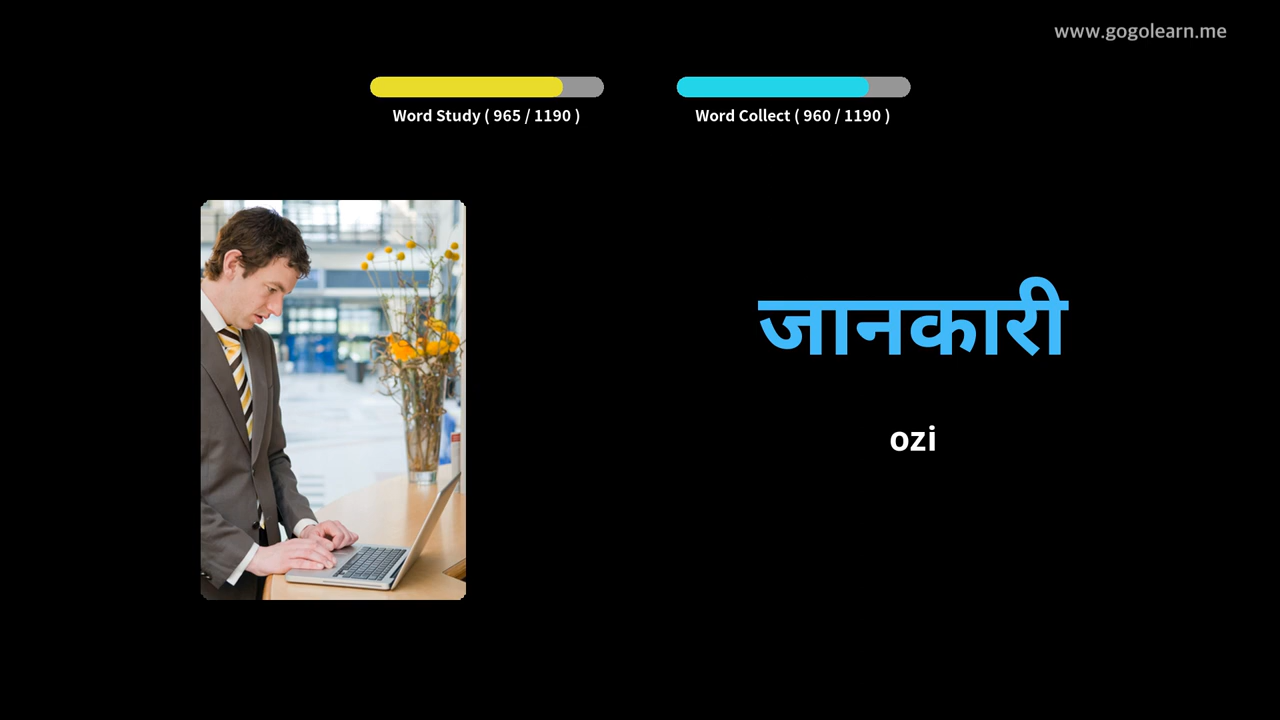 www.gogolearn.me
Word Study ( 965 / 1190 )
Word Collect ( 960 / 1190 )
जानकारी
ozi